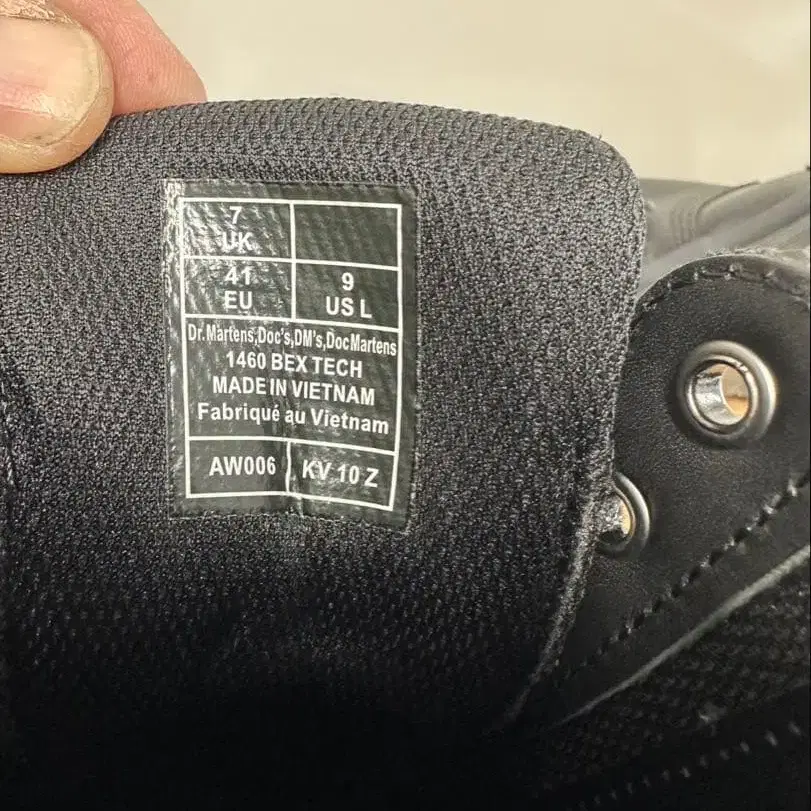 7
UK
41
EU
9
US L
Dr.Martens,Doc's,DM's,DocMartens
1460 BEX TECH
MADE IN VIETNAM
Fabriqué au Vietnam
AW006
KV 10 Z